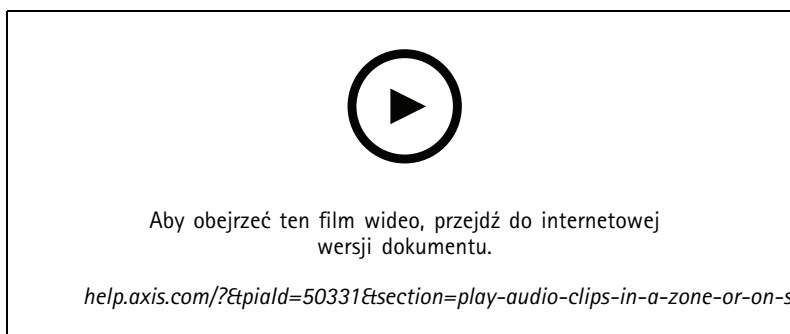 Aby obejrzeć ten film wideo, przejdź do internetowej
wersji dokumentu.
help.axis.com/?&piaId=50331&section=play-audio-clips-in-a-zone-or-on-s